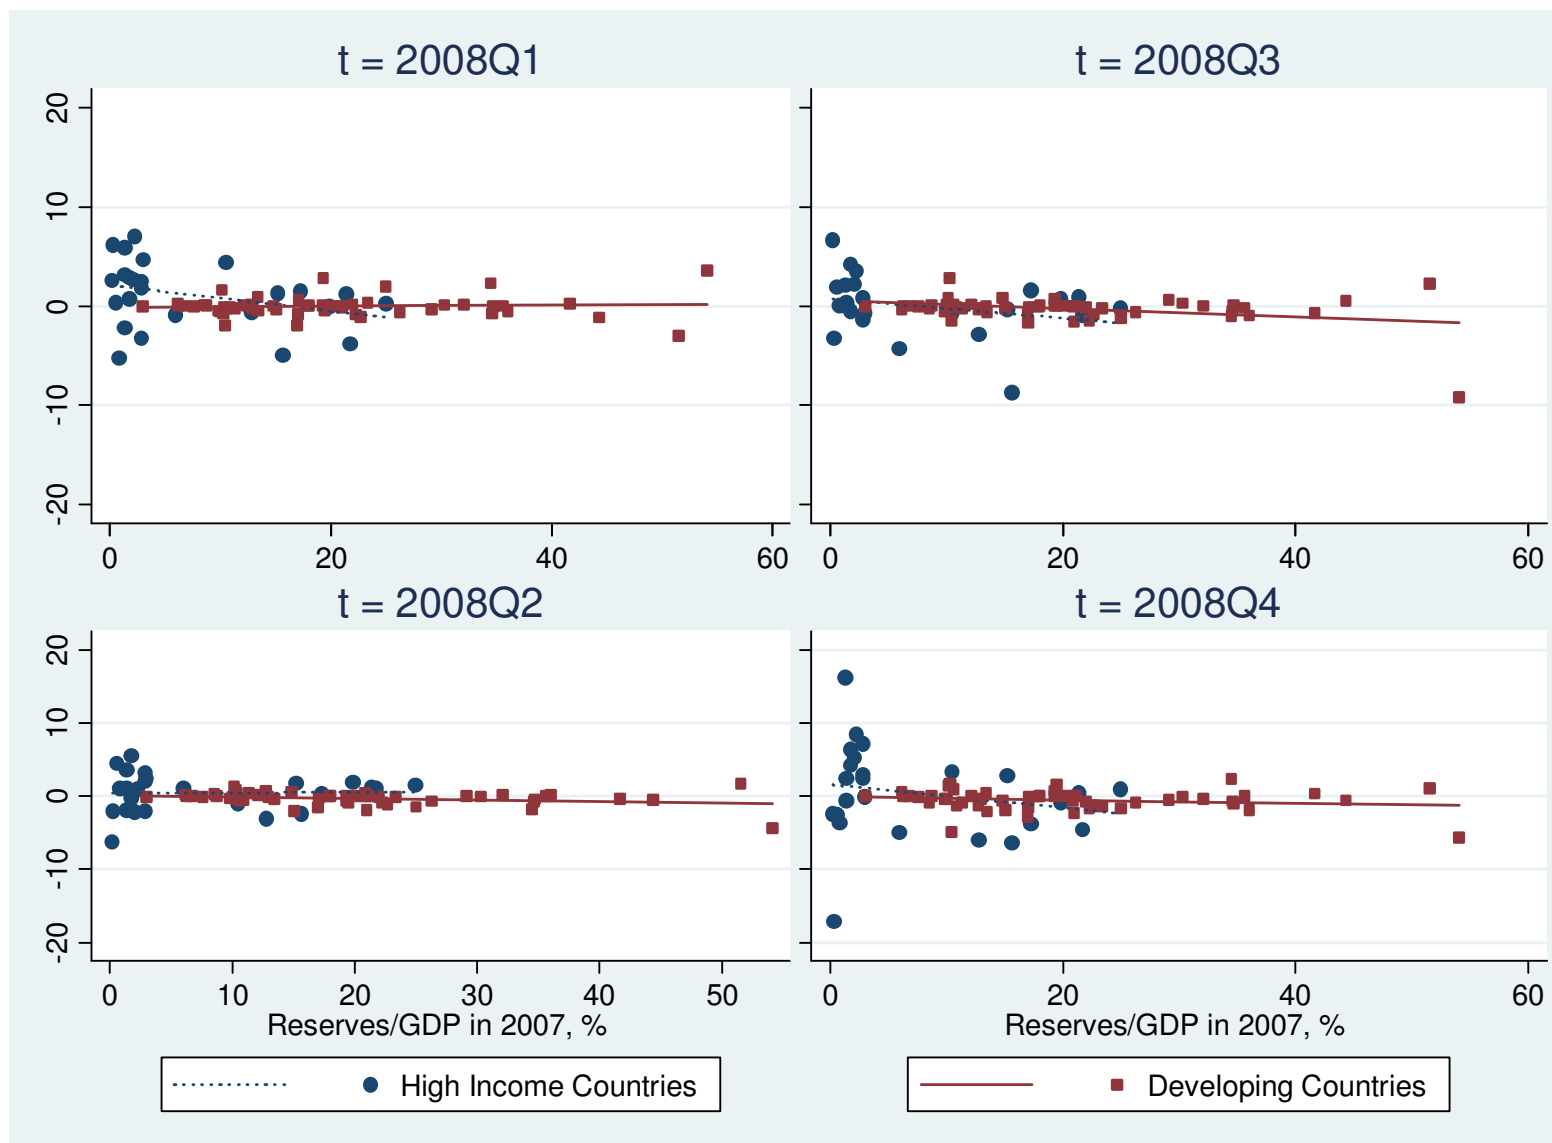 t = 2008Q1
20
10
0
-10
-20
0 20 40 60
t = 2008Q3
0 20 40 60
t = 2008Q2
20
10
0
-10
-20
0 10 20 30 40 50
Reserves/GDP in 2007, %
t = 2008Q4
0 20 40 60
Reserves/GDP in 2007, %
High Income Countries
Developing Countries